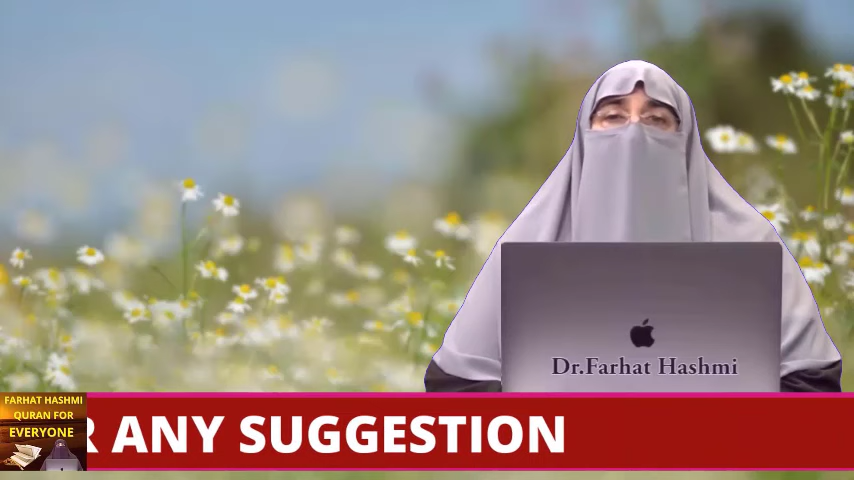 Dr.Farhat Hashmi
FARHAT HASHMI
QURAN FOR
EVERYONE
R ANY SUGGESTION